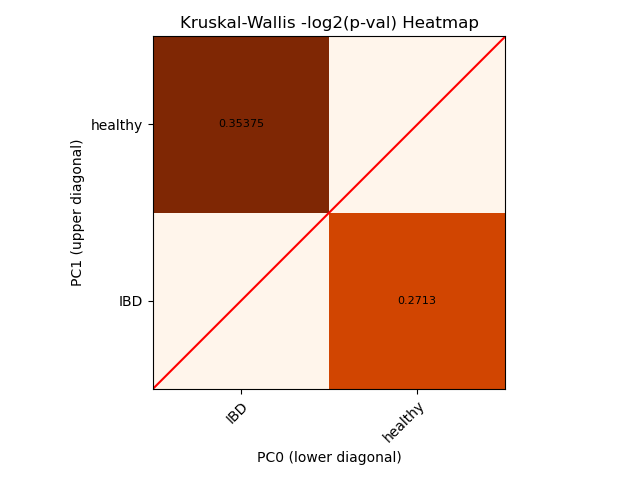 Kruskal-Wallis -log2(p-val) Heatmap
0.35375
healthy
PC1 (upper diagonal)
IBD
0.2713
IBD
healthy
PC0 (lower diagonal)